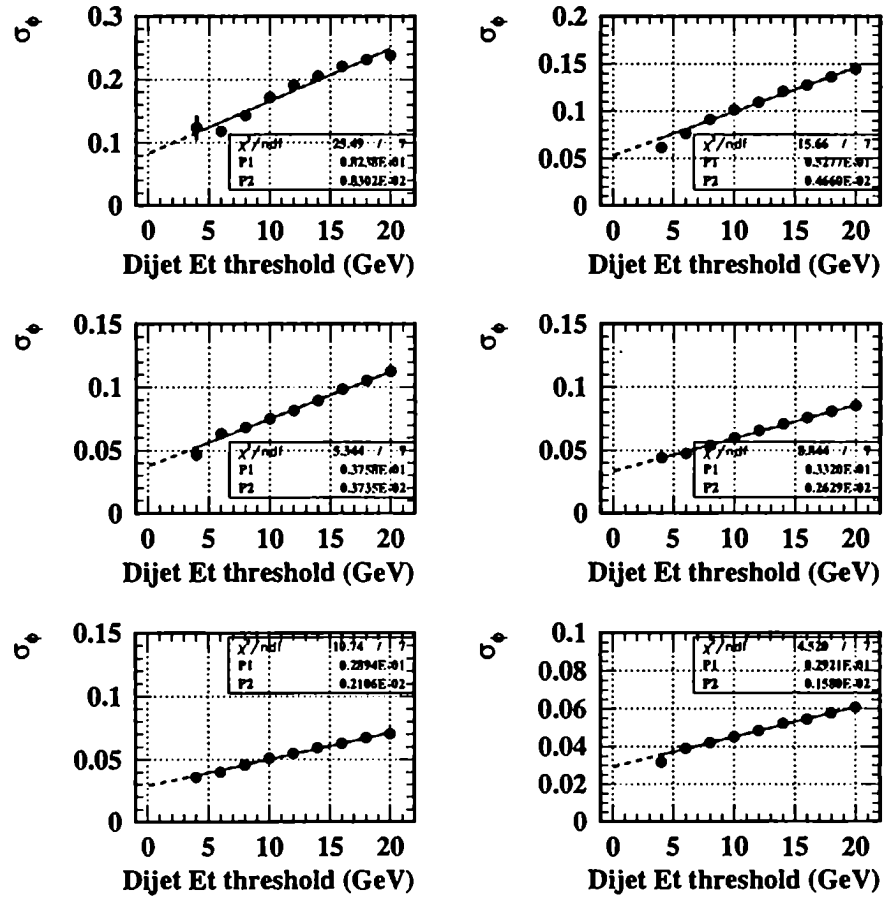 σϕ
0.3
0.2
0.1
0
χ²/ndf 25.49 / 7
P1 0.8238E-01
P2 0.8302E-02
0 5 10 15 20
Dijet Et threshold (GeV)
σϕ
0.2
0.15
0.1
0.05
0
χ²/ndf 15.66 / 7
P1 0.5277E-01
P2 0.4660E-02
0 5 10 15 20
Dijet Et threshold (GeV)
σϕ
0.15
0.1
0.05
0
χ²/ndf 5.344 / 7
P1 0.3758E-01
P2 0.3735E-02
0 5 10 15 20
Dijet Et threshold (GeV)
σϕ
0.15
0.1
0.05
0
χ²/ndf 8.844 / 7
P1 0.3320E-01
P2 0.2629E-02
0 5 10 15 20
Dijet Et threshold (GeV)
σϕ
0.15
0.1
0.05
0
χ²/ndf 10.74 / 7
P1 0.2894E-01
P2 0.2106E-02
0 5 10 15 20
Dijet Et threshold (GeV)
σϕ
0.1
0.08
0.06
0.04
0.02
0
χ²/ndf 4.520 / 7
P1 0.2921E-01
P2 0.1580E-02
0 5 10 15 20
Dijet Et threshold (GeV)